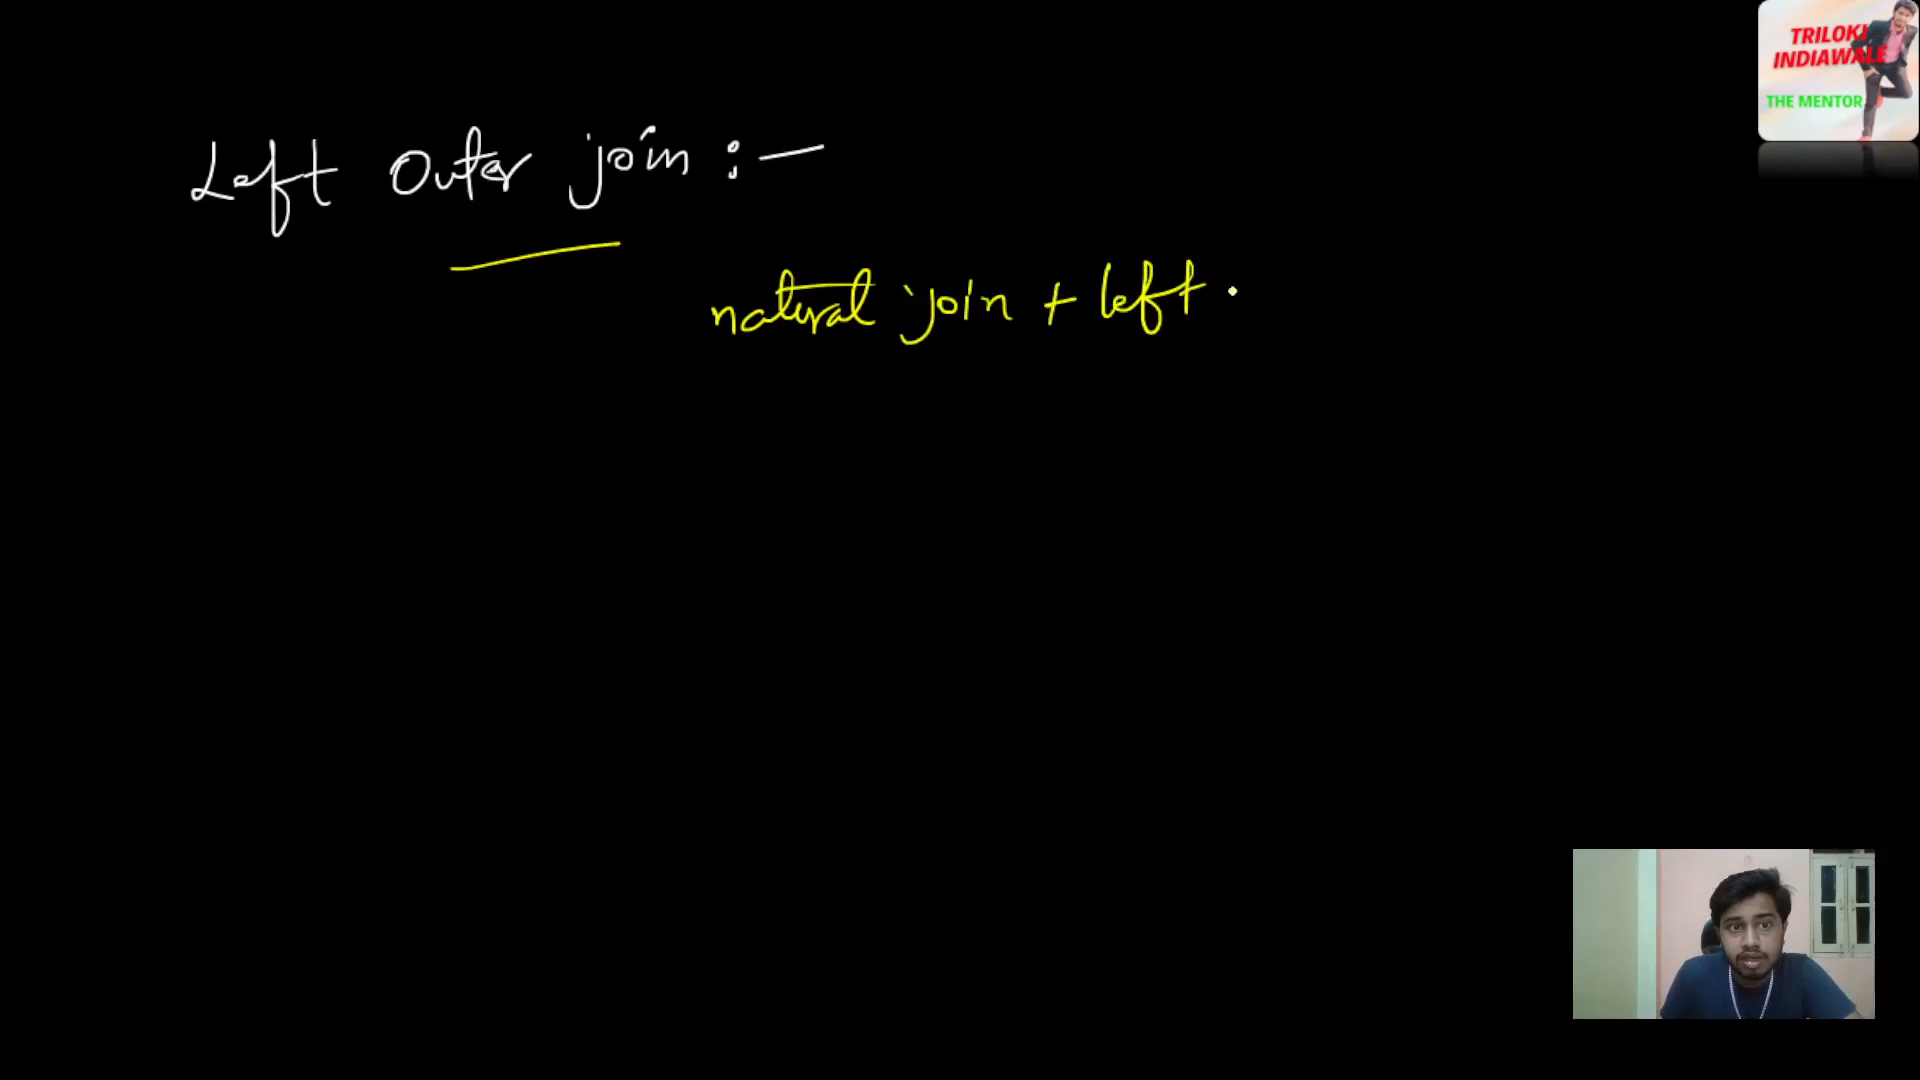 TRILOKI
INDIAWALE
THE MENTOR
Left Outer join :-
natural join + left